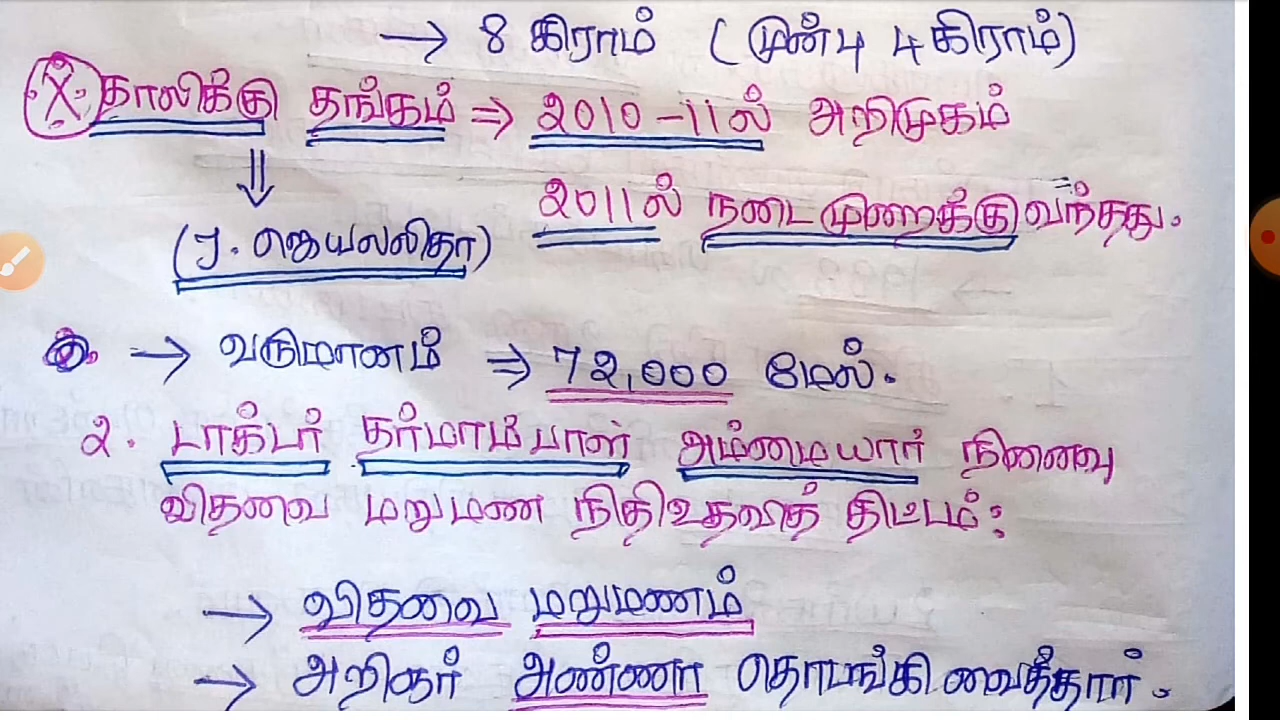 → 8 கிராம் (முன்பு 4 கிராம்)
தாலிக்கு தங்கம் ⇒ 2010-11ல் அறிமுகம்
2011ல் நடைமுறைக்கு வந்தது.
(J. ஜெயலலிதா)
→ வருமானம் ⇒ 72,000 மேல்.
2. டாக்டர் தர்மாம்பாள் அம்மையார் நினைவு
விதவை மறுமண நிதிஉதவித் திட்டம்:
→ விதவை மறுமணம்
→ அறிஞர் அண்ணா தொடங்கி வைத்தார்.